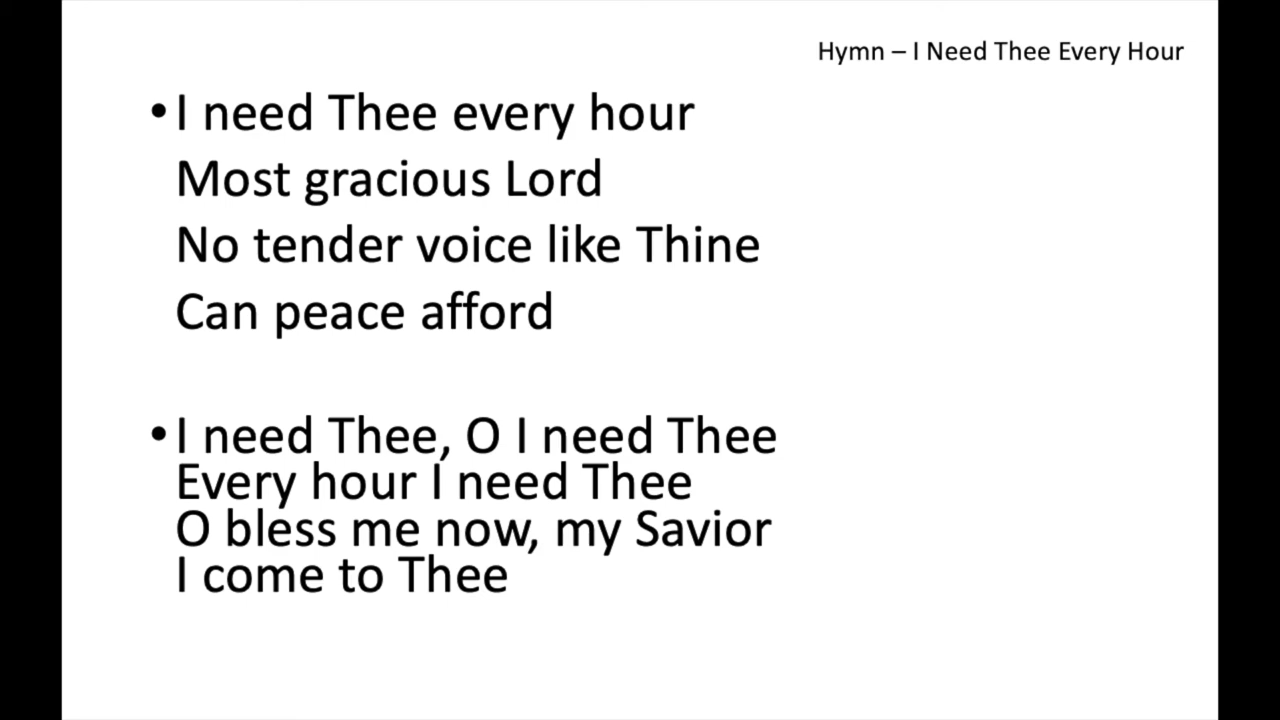 Hymn – I Need Thee Every Hour
•I need Thee every hour
Most gracious Lord
No tender voice like Thine
Can peace afford
•I need Thee, O I need Thee
Every hour I need Thee
O bless me now, my Savior
I come to Thee